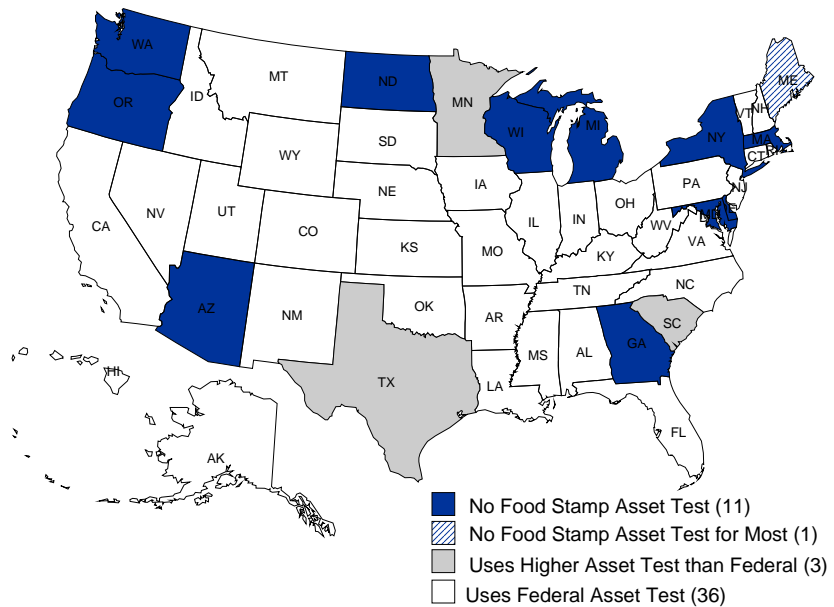 WA
MT
ND
MN
ME
OR
ID
WY
SD
WI
MI
NY
VT
NH
MA
CT
NV
UT
NE
IA
PA
NJ
CA
CO
KS
MO
IL
IN
OH
WV
VA
MD
KY
AZ
NM
OK
AR
TN
NC
SC
TX
LA
MS
AL
GA
FL
HI
AK
No Food Stamp Asset Test (11)
No Food Stamp Asset Test for Most (1)
Uses Higher Asset Test than Federal (3)
Uses Federal Asset Test (36)